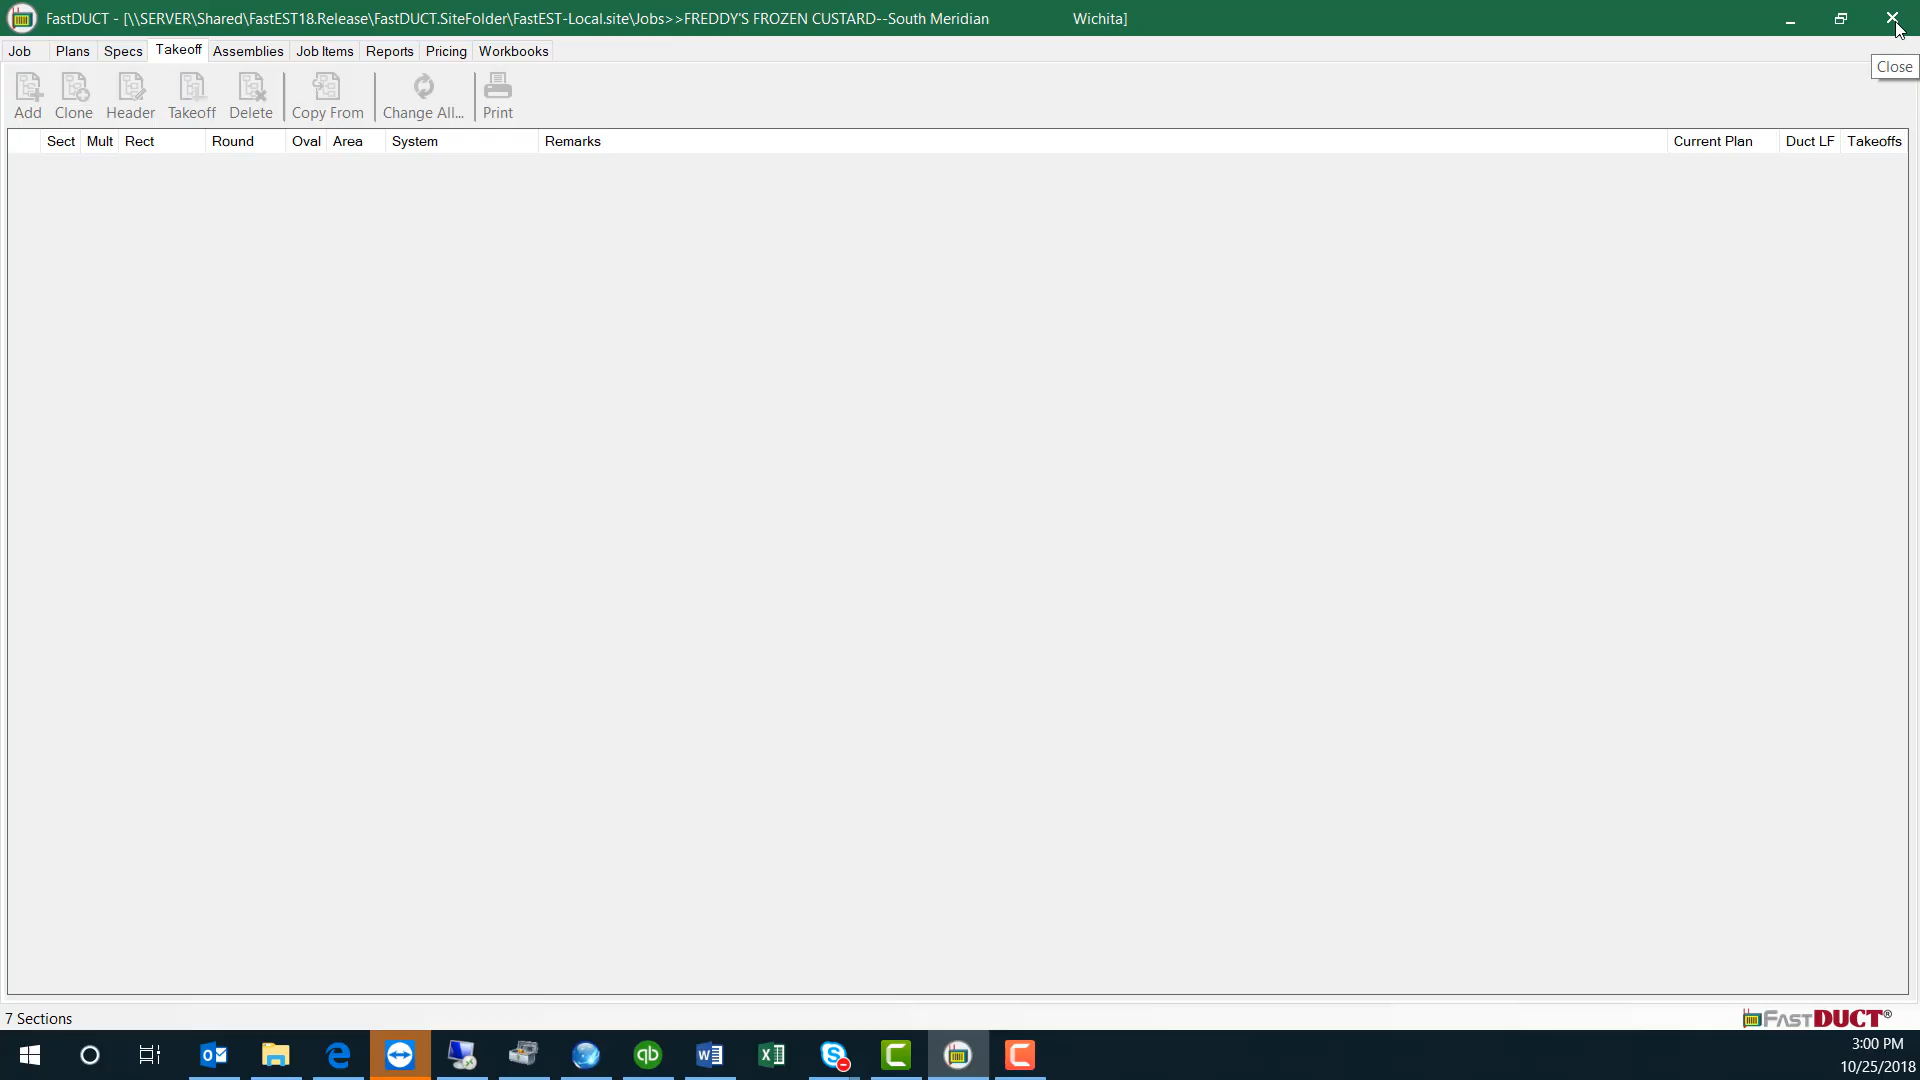 FastDUCT - [\\SERVER\Shared\FastEST18.Release\FastDUCT.SiteFolder\FastEST-Local.site\Jobs>>FREDDY'S FROZEN CUSTARD--South Meridian Wichita]
Job Plans Specs Takeoff Assemblies Job Items Reports Pricing Workbooks
Close
Add Clone Header Takeoff Delete Copy From Change All... Print
Sect Mult Rect Round Oval Area System Remarks Current Plan Duct LF Takeoffs
7 Sections
FASTDUCT®
3:00 PM
10/25/2018